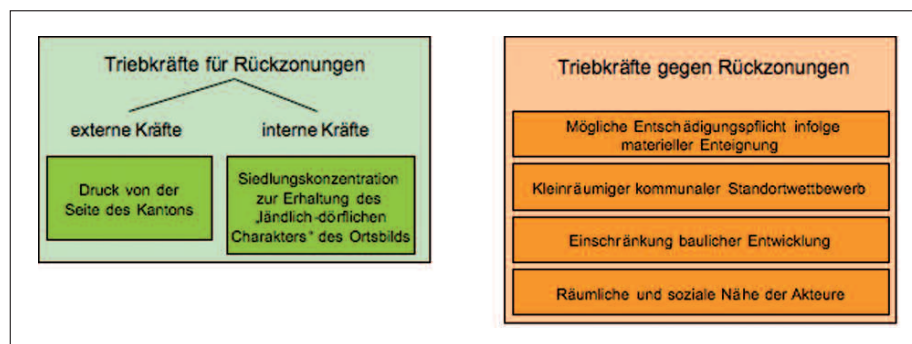 Triebkräfte für Rückzonungen
externe Kräfte
interne Kräfte
Druck von der
Seite des Kantons
Siedlungskonzentration
zur Erhaltung des
„ländlich-dörflichen
Charakters" des Ortsbilds
Triebkräfte gegen Rückzonungen
Mögliche Entschädigungspflicht infolge
materieller Enteignung
Kleinräumiger kommunaler Standortwettbewerb
Einschränkung baulicher Entwicklung
Räumliche und soziale Nähe der Akteure